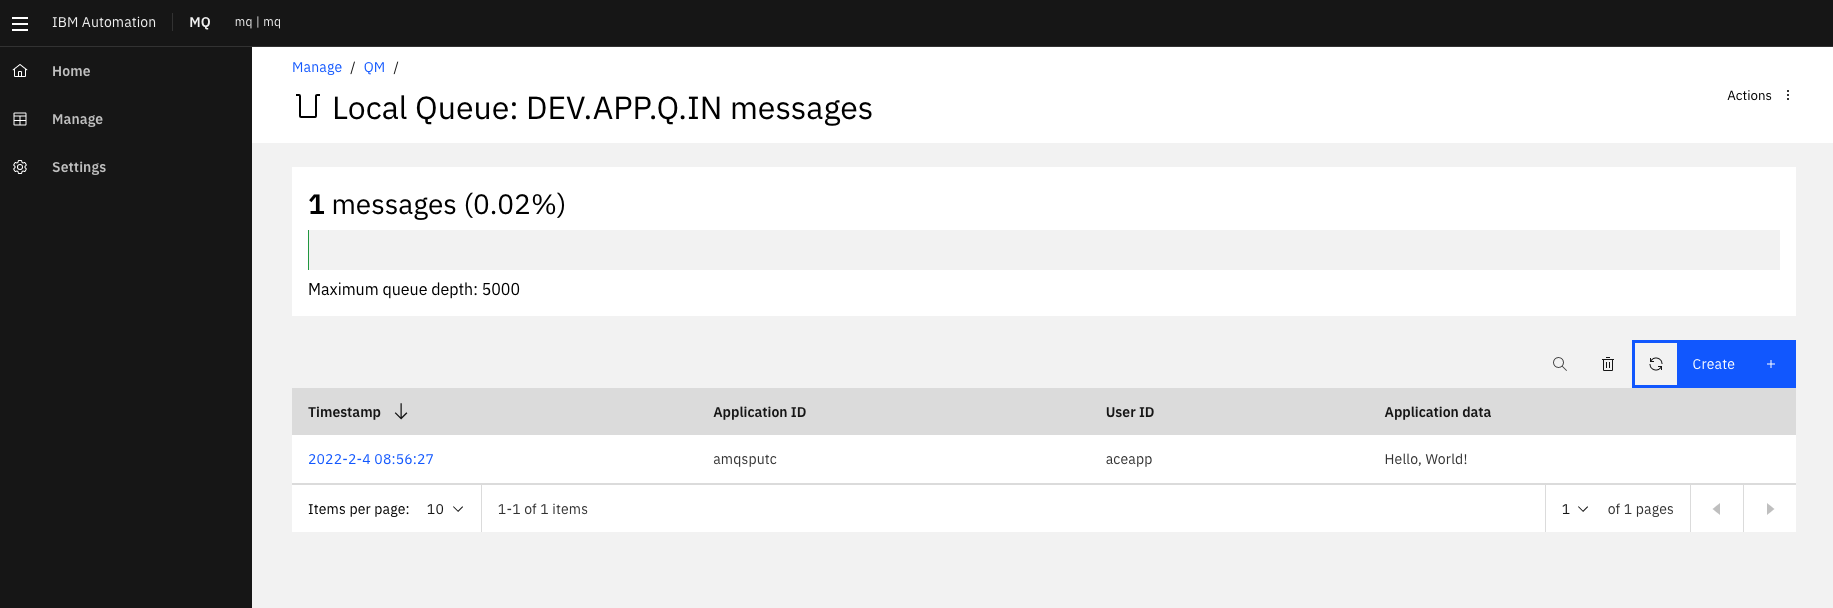 IBM Automation MQ mq | mq
Home
Manage
Settings
Manage / QM /
Local Queue: DEV.APP.Q.IN messages
Actions
1 messages (0.02%)
Maximum queue depth: 5000
Create +
Timestamp Application ID User ID Application data
2022-2-4 08:56:27 amqsputc aceapp Hello, World!
Items per page: 10 1-1 of 1 items 1 of 1 pages